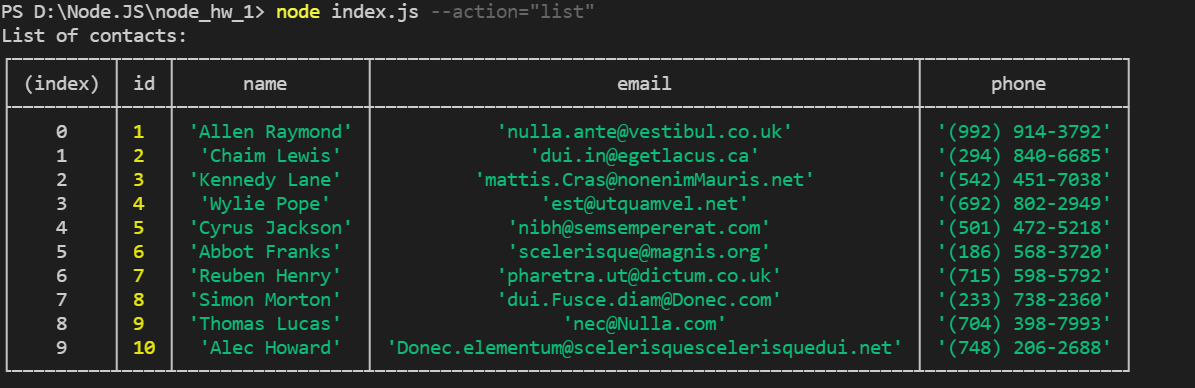 PS D:\Node.JS\node_hw_1> node index.js --action="list"
List of contacts:
(index) id name email phone
0 1 'Allen Raymond' 'nulla.ante@vestibul.co.uk' '(992) 914-3792'
1 2 'Chaim Lewis' 'dui.in@egetlacus.ca' '(294) 840-6685'
2 3 'Kennedy Lane' 'mattis.Cras@nonenimMauris.net' '(542) 451-7038'
3 4 'Wylie Pope' 'est@utquamvel.net' '(692) 802-2949'
4 5 'Cyrus Jackson' 'nibh@semsempererat.com' '(501) 472-5218'
5 6 'Abbot Franks' 'scelerisque@magnis.org' '(186) 568-3720'
6 7 'Reuben Henry' 'pharetra.ut@dictum.co.uk' '(715) 598-5792'
7 8 'Simon Morton' 'dui.Fusce.diam@Donec.com' '(233) 738-2360'
8 9 'Thomas Lucas' 'nec@Nulla.com' '(704) 398-7993'
9 10 'Alec Howard' 'Donec.elementum@scelerisquescelerisquedui.net' '(748) 206-2688'